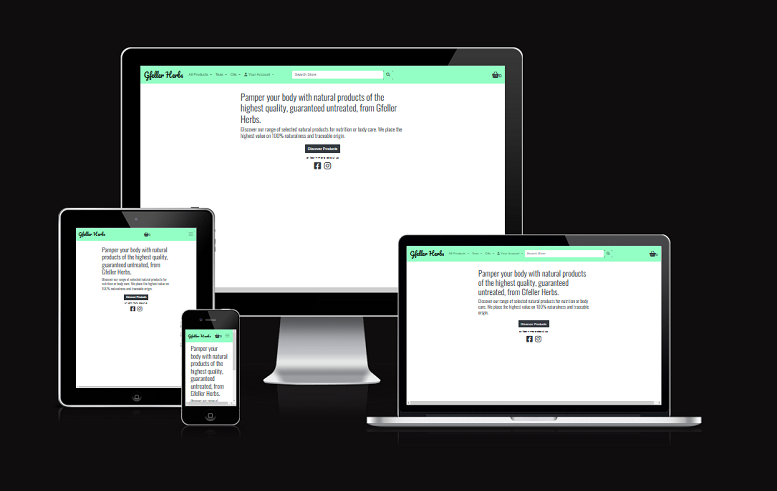 Gfeller Herbs All Products Teas Oils Your Account Search Store 0
Pamper your body with natural products of the
highest quality, guaranteed untreated, from Gfeller
Herbs.
Discover our range of selected natural products for nutrition or body care. We place the
highest value on 100% naturalness and traceable origin.
Discover Products
Gfeller Herbs
Pamper your body with natural
products of the highest quality,
guaranteed untreated, from
Gfeller Herbs.
Discover our range of selected natural products for
nutrition or body care. We place the highest value on
100% naturalness and traceable origin.
Discover Products
Gfeller Herbs
Pamper your
body with natural
products of the
highest quality,
guaranteed
untreated, from
Gfeller Herbs.
Discover our range of
Gfeller Herbs All Products Teas Oils Your Account Search Store
Pamper your body with natural products
of the highest quality, guaranteed
untreated, from Gfeller Herbs.
Discover our range of selected natural products for nutrition or body
care. We place the highest value on 100% naturalness and traceable
origin.
Discover Products